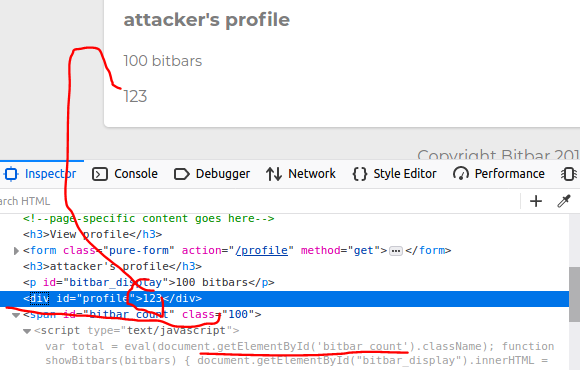 attacker's profile
100 bitbars
123
Copyright Bitbar 201
Inspector Console Debugger Network Style Editor Performance
arch HTML
<!--page-specific content goes here-->
<h3>View profile</h3>
<form class="pure-form" action="/profile" method="get"></form>
<h3>attacker's profile</h3>
<p id="bitbar_display">100 bitbars</p>
<div id="profile">123</div>
<span id="bitbar_count" class="100">
<script type="text/javascript">
var total = eval(document.getElementById('bitbar_count').className); function
showBitbars(bitbars) { document.getElementById("bitbar_display").innerHTML =